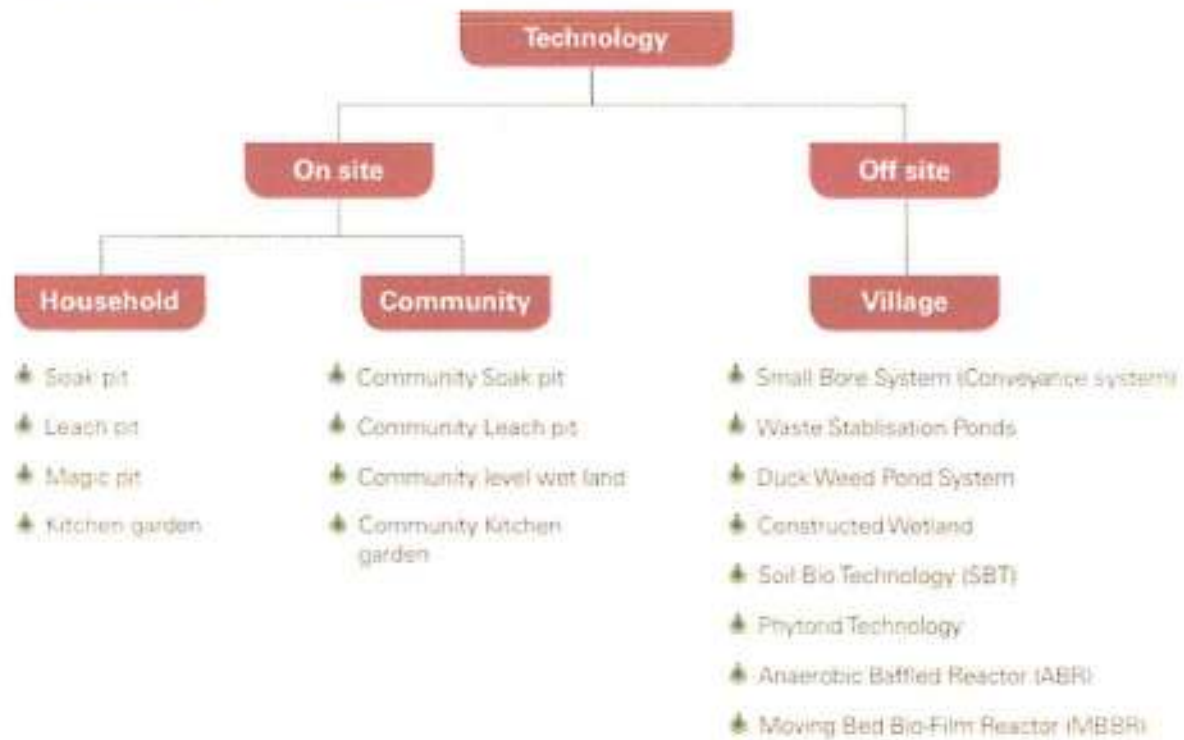 Technology
On site
Off site
Household
Community
Village
Soak pit
Leach pit
Magic pit
Kitchen garden
Community Soak pit
Community Leach pit
Community level wet land
Community Kitchen
garden
Small Bore System (Conveyance system)
Waste Stablisation Ponds
Duck Weed Pond System
Constructed Wetland
Soil Bio Technology (SBT)
Phytorid Technology
Anaerobic Baffled Reactor (ABR)
Moving Bed Bio-Film Reactor (MBBR)